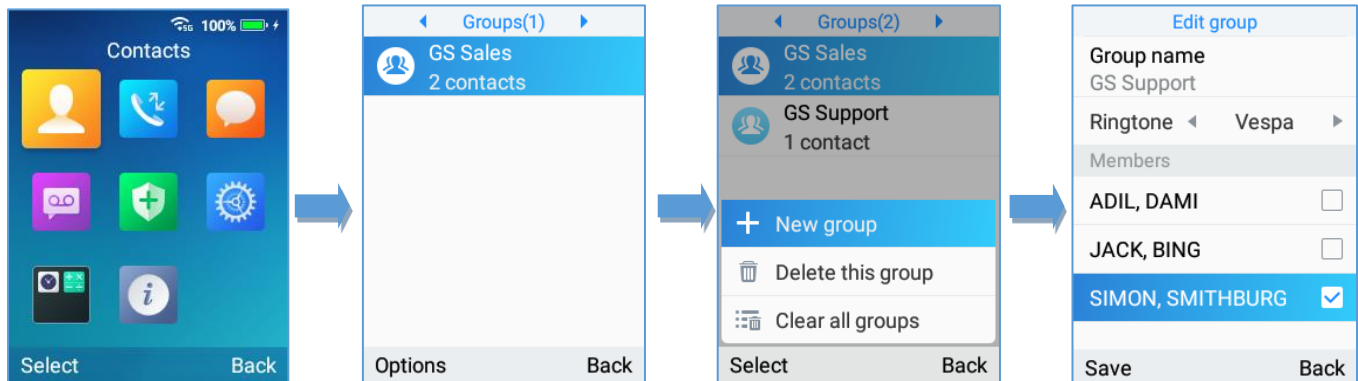 5G 100%
Contacts
Select Back
Groups(1)
GS Sales
2 contacts
Options Back
Groups(2)
GS Sales
2 contacts
GS Support
1 contact
New group
Delete this group
Clear all groups
Select Back
Edit group
Group name
GS Support
Ringtone Vespa
Members
ADIL, DAMI
JACK, BING
SIMON, SMITHBURG
Save Back